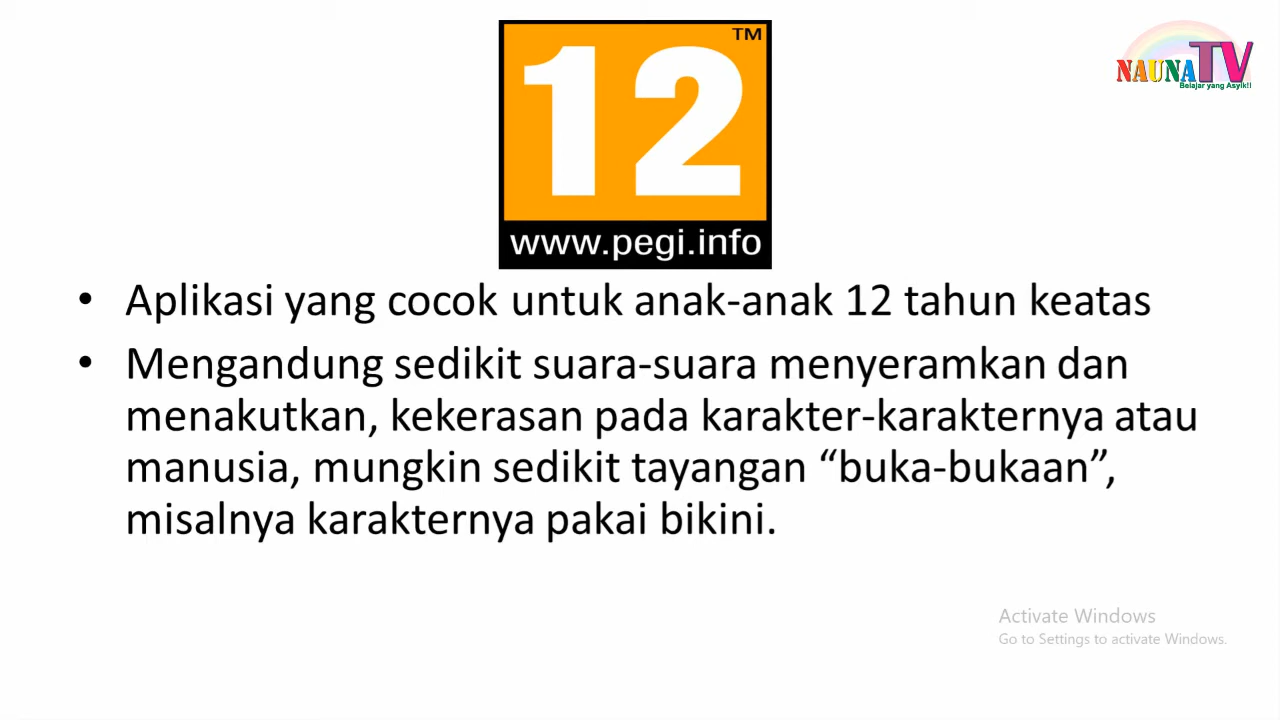 12
TM
www.pegi.info
NAUNA TV
Belajar yang Asyik!!
• Aplikasi yang cocok untuk anak-anak 12 tahun keatas
• Mengandung sedikit suara-suara menyeramkan dan
menakutkan, kekerasan pada karakter-karakternya atau
manusia, mungkin sedikit tayangan “buka-bukaan”,
misalnya karakternya pakai bikini.
Activate Windows
Go to Settings to activate Windows.